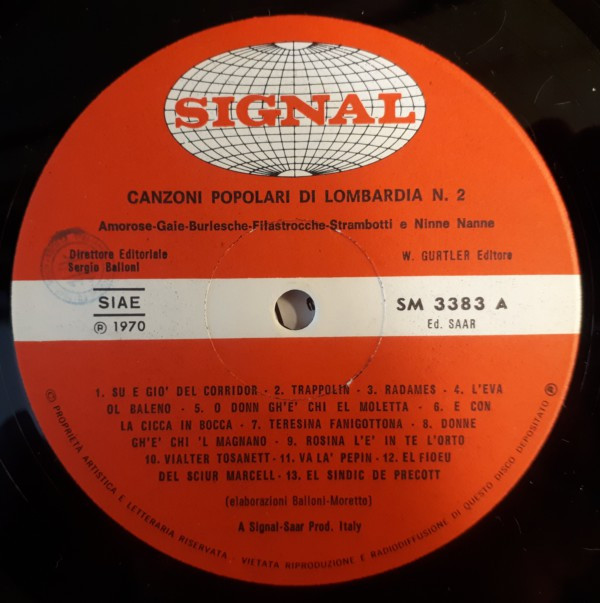 SIGNAL
CANZONI POPOLARI DI LOMBARDIA N. 2
Amorose-Gaie-Burlesche-Filastrocche-Strambotti e Ninne Nanne
Direttore Editoriale
Sergio Balloni
W. GURTLER Editore
SIAE
℗ 1970
SM 3383 A
Ed. SAAR
1. SU E GIO' DEL CORRIDOR - 2. TRAPPOLIN - 3. RADAMES - 4. L'EVA
OL BALENO - 5. O DONN GH'E' CHI EL MOLETTA - 6. E CON
LA CICCA IN BOCCA - 7. TERESINA FANIGOTTONA - 8. DONNE
GH'E' CHI 'L MAGNANO - 9. ROSINA L'E' IN TE L'ORTO
10. VIALTER TOSANETT - 11. VA LA' PEPIN - 12. EL FIOEU
DEL SCIUR MARCELL - 13. EL SINDIC DE PRECOTT
(elaborazioni Balloni-Moretto)
A Signal-Saar Prod. Italy
© PROPRIETA ARTISTICA E LETTERARIA RISERVATA - VIETATA RIPRODUZIONE E RADIODIFFUSIONE DI QUESTO DISCO DEPOSITATO ℗